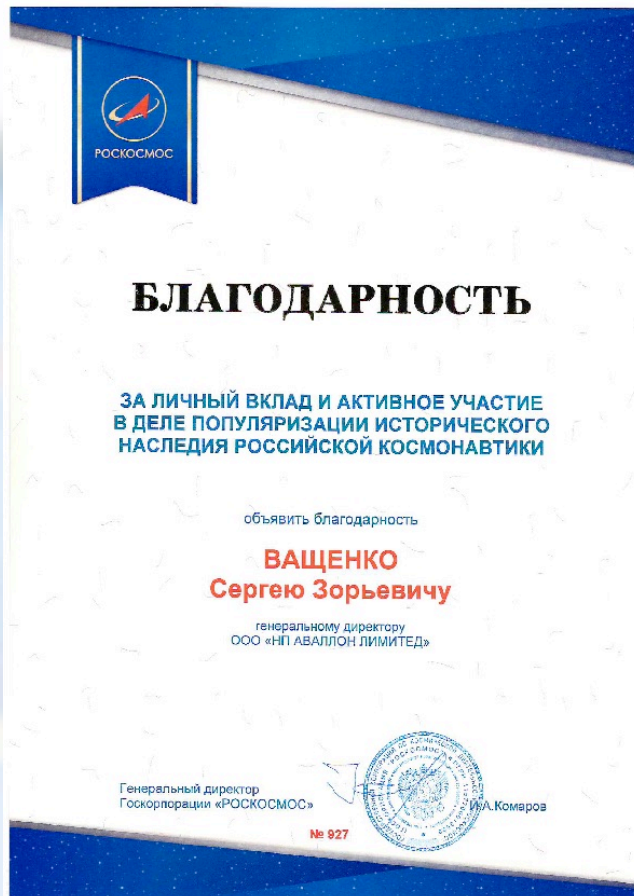 РОСКОСМОС
БЛАГОДАРНОСТЬ
ЗА ЛИЧНЫЙ ВКЛАД И АКТИВНОЕ УЧАСТИЕ
В ДЕЛЕ ПОПУЛЯРИЗАЦИИ ИСТОРИЧЕСКОГО
НАСЛЕДИЯ РОССИЙСКОЙ КОСМОНАВТИКИ
объявить благодарность
ВАЩЕНКО
Сергею Зорьевичу
генеральному директору
ООО «НП АВАЛЛОН ЛИМИТЕД»
Генеральный директор
Госкорпорации «РОСКОСМОС»
И.А.Комаров
№ 927